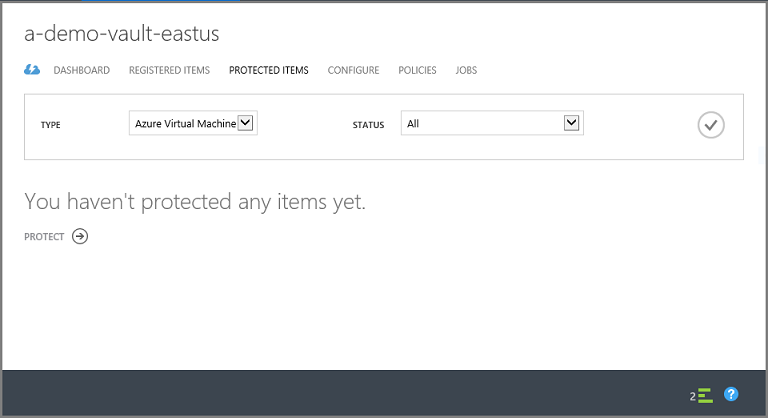 a-demo-vault-eastus
DASHBOARD REGISTERED ITEMS PROTECTED ITEMS CONFIGURE POLICIES JOBS
TYPE Azure Virtual Machine STATUS All
You haven't protected any items yet.
PROTECT
2 ?